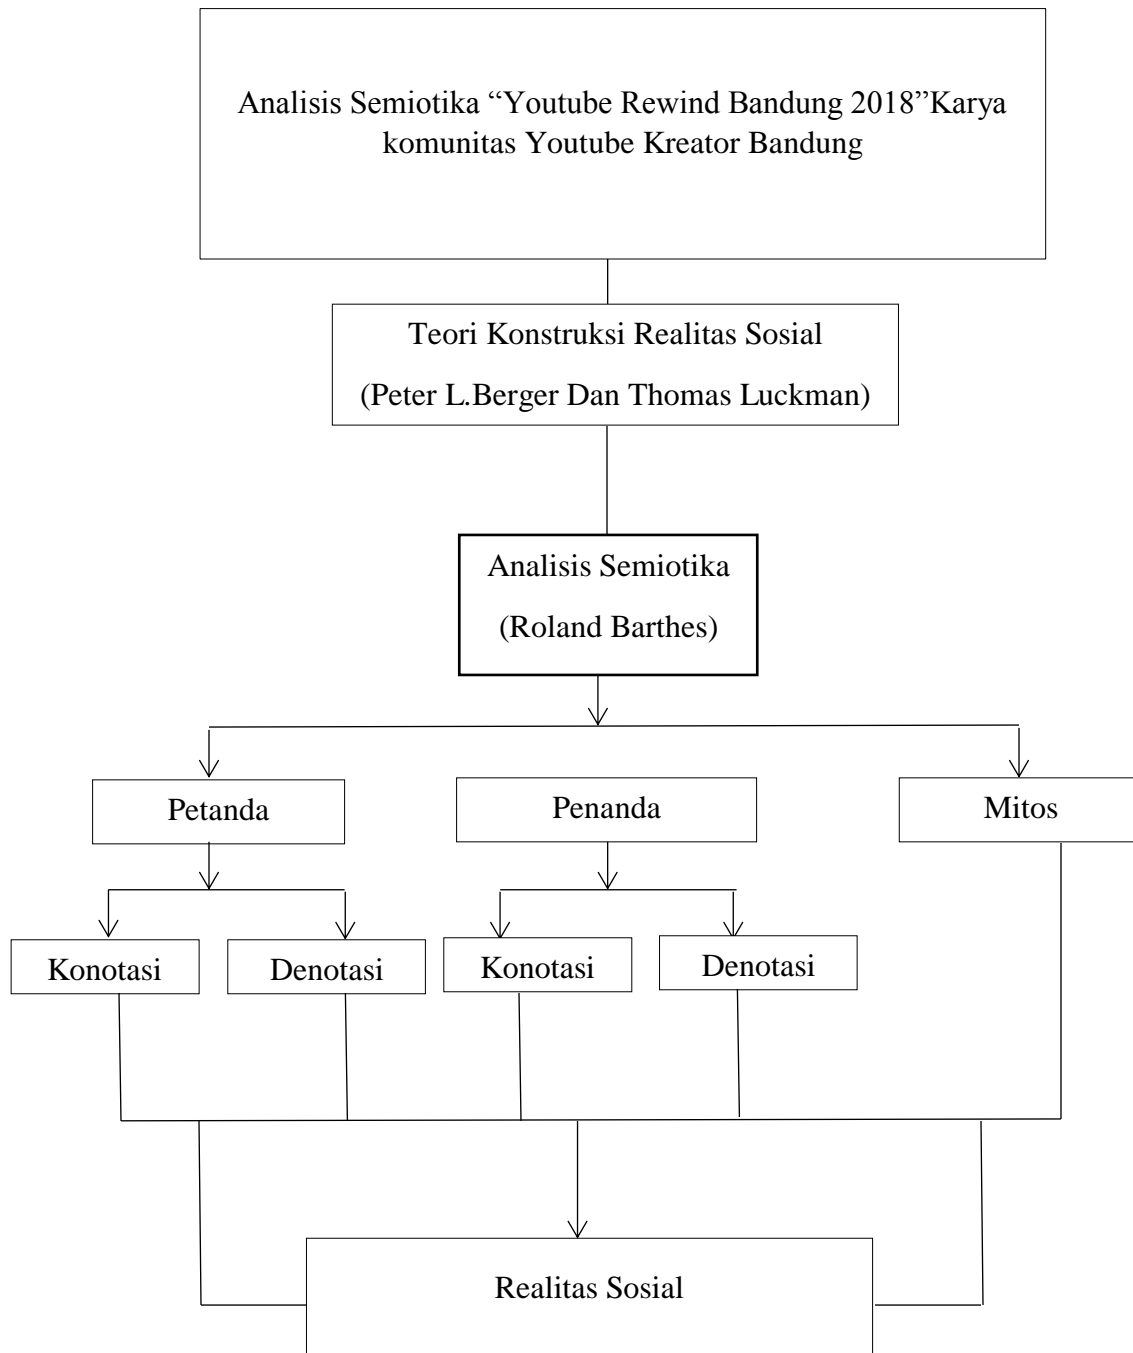 Analisis Semiotika “Youtube Rewind Bandung 2018”Karya
komunitas Youtube Kreator Bandung
Teori Konstruksi Realitas Sosial
(Peter L.Berger Dan Thomas Luckman)
Analisis Semiotika
(Roland Barthes)
Petanda
Penanda
Mitos
Konotasi
Denotasi
Konotasi
Denotasi
Realitas Sosial